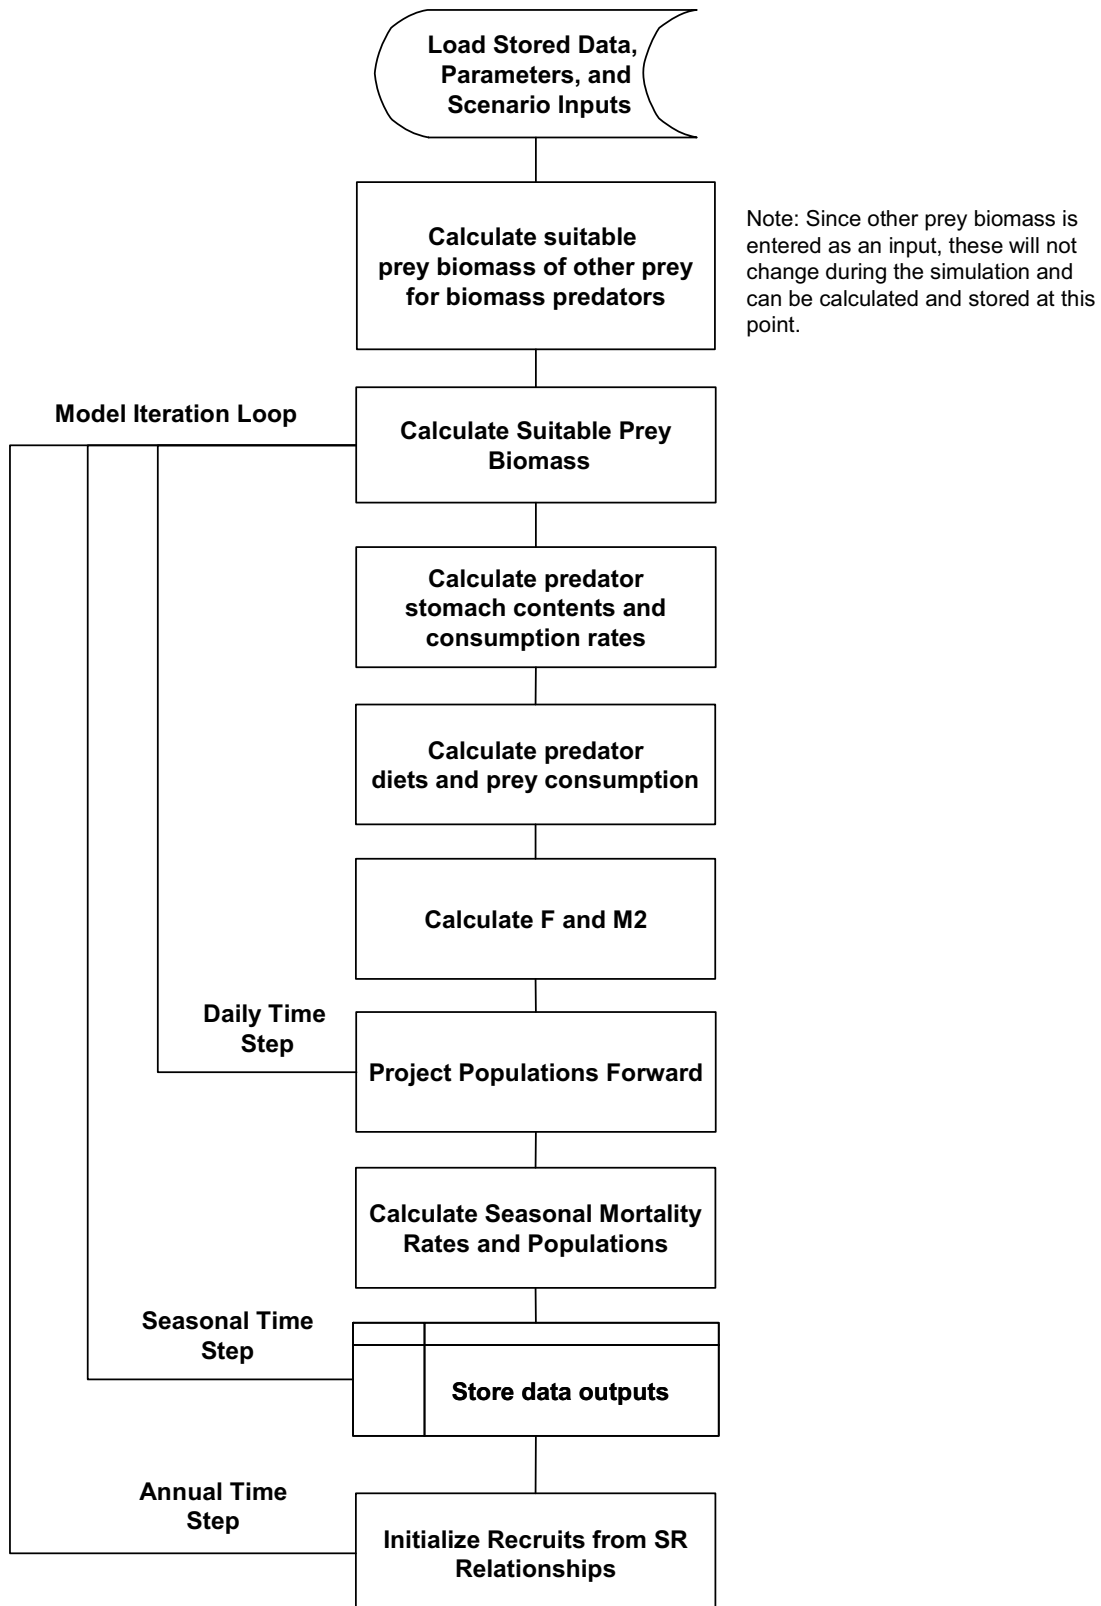 Load Stored Data,
Parameters, and
Scenario Inputs
Calculate suitable
prey biomass of other prey
for biomass predators
Note: Since other prey biomass is
entered as an input, these will not
change during the simulation and
can be calculated and stored at this
point.
Model Iteration Loop
Calculate Suitable Prey
Biomass
Calculate predator
stomach contents and
consumption rates
Calculate predator
diets and prey consumption
Calculate F and M2
Daily Time
Step
Project Populations Forward
Calculate Seasonal Mortality
Rates and Populations
Seasonal Time
Step
Store data outputs
Annual Time
Step
Initialize Recruits from SR
Relationships